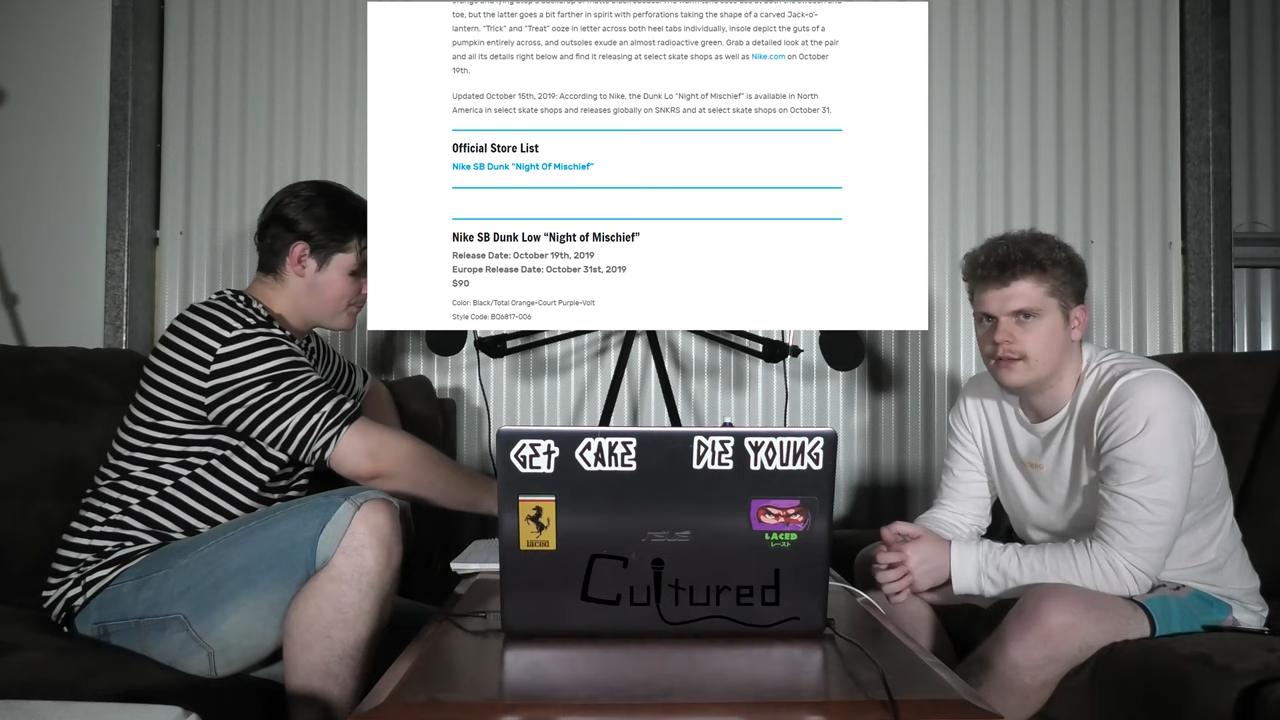 toe, but the latter goes a bit farther in spirit with perforations taking the shape of a carved Jack-o'-
lantern. "Trick" and "Treat" ooze in letter across both heel tabs individually, insole depict the guts of a
pumpkin entirely across, and outsoles exude an almost radioactive green. Grab a detailed look at the pair
and all its details right below and find it releasing at select skate shops as well as Nike.com on October
19th.
Updated October 15th, 2019: According to Nike, the Dunk Lo "Night of Mischief" is available in North
America in select skate shops and releases globally on SNKRS and at select skate shops on October 31.
Official Store List
Nike SB Dunk "Night Of Mischief"
Nike SB Dunk Low “Night of Mischief”
Release Date: October 19th, 2019
Europe Release Date: October 31st, 2019
$90
Color: Black/Total Orange-Court Purple-Volt
Style Code: BQ6817-006
GET CAKE DIE YOUNG
laced
LACED
レースト
ASUS
Cultured